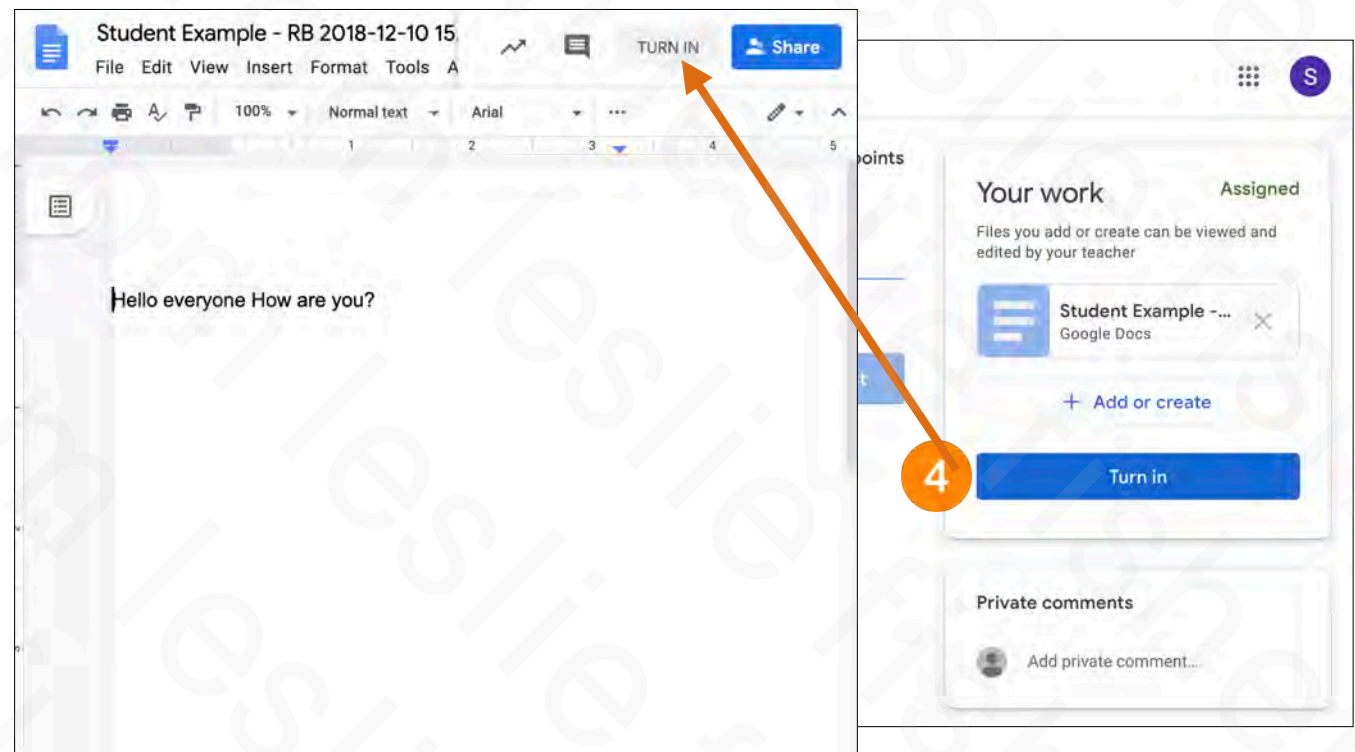 Student Example - RB 2018-12-10 15
TURN IN
Share
File Edit View Insert Format Tools A
100%
Normal text
Arial
1 2 3 4 5
Hello everyone How are you?
2
3
S
points
Your work
Assigned
Files you add or create can be viewed and
edited by your teacher
Student Example -...
Google Docs
+ Add or create
4
Turn in
Private comments
Add private comment...